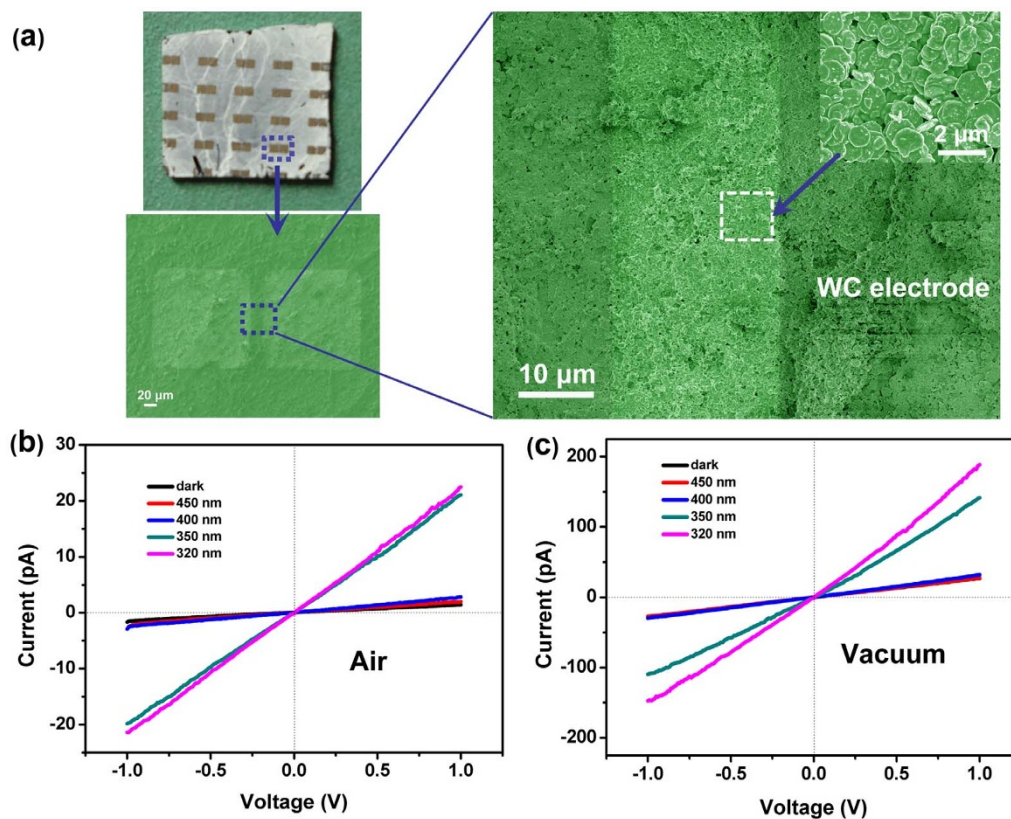 (a)
2 µm
WC electrode
10 µm
20 µm
(b)
30
20
10
0
-10
-20
Current (pA)
dark
450 nm
400 nm
350 nm
320 nm
Air
-1.0
-0.5
0.0
0.5
1.0
Voltage (V)
(c)
200
100
0
-100
-200
Current (pA)
dark
450 nm
400 nm
350 nm
320 nm
Vacuum
-1.0
-0.5
0.0
0.5
1.0
Voltage (V)